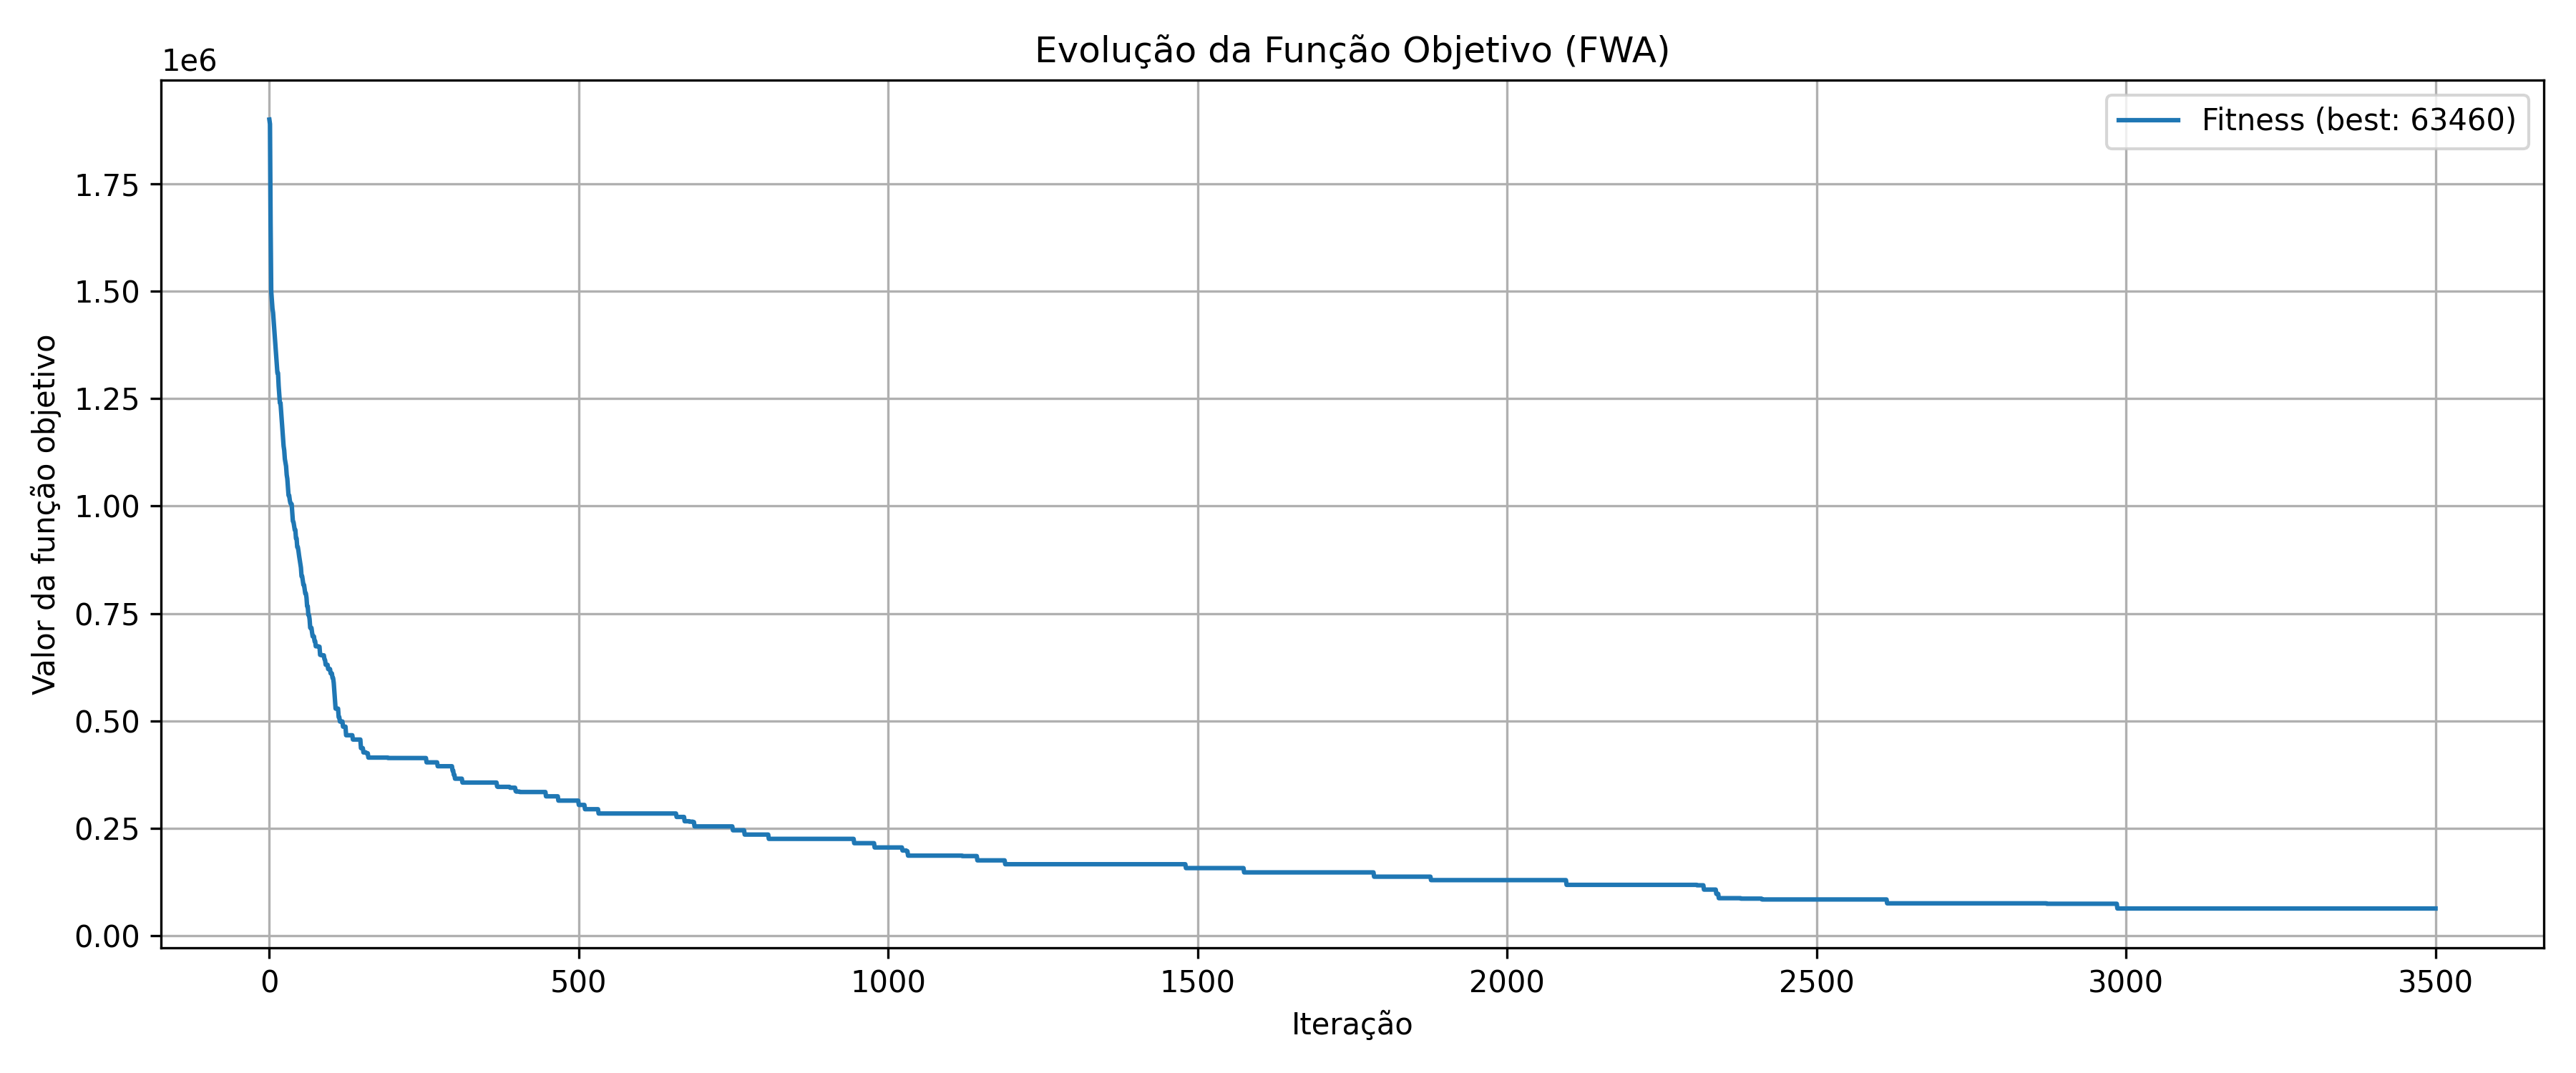 Evolução da Função Objetivo (FWA)
1e6
Fitness (best: 63460)
Valor da função objetivo
1.75
1.50
1.25
1.00
0.75
0.50
0.25
0.00
0 500 1000 1500 2000 2500 3000 3500
Iteração